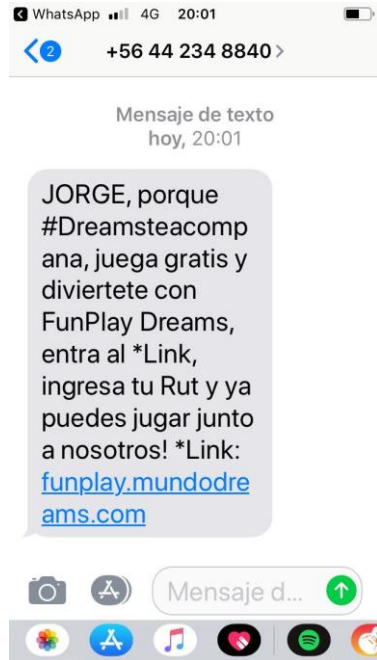 WhatsApp 4G 20:01
2 +56 44 234 8840 >
Mensaje de texto
hoy, 20:01
JORGE, porque
#Dreamsteacomp
ana, juega gratis y
diviertete con
FunPlay Dreams,
entra al *Link,
ingresa tu Rut y ya
puedes jugar junto
a nosotros! *Link:
funplay.mundodre
ams.com
Mensaje d...